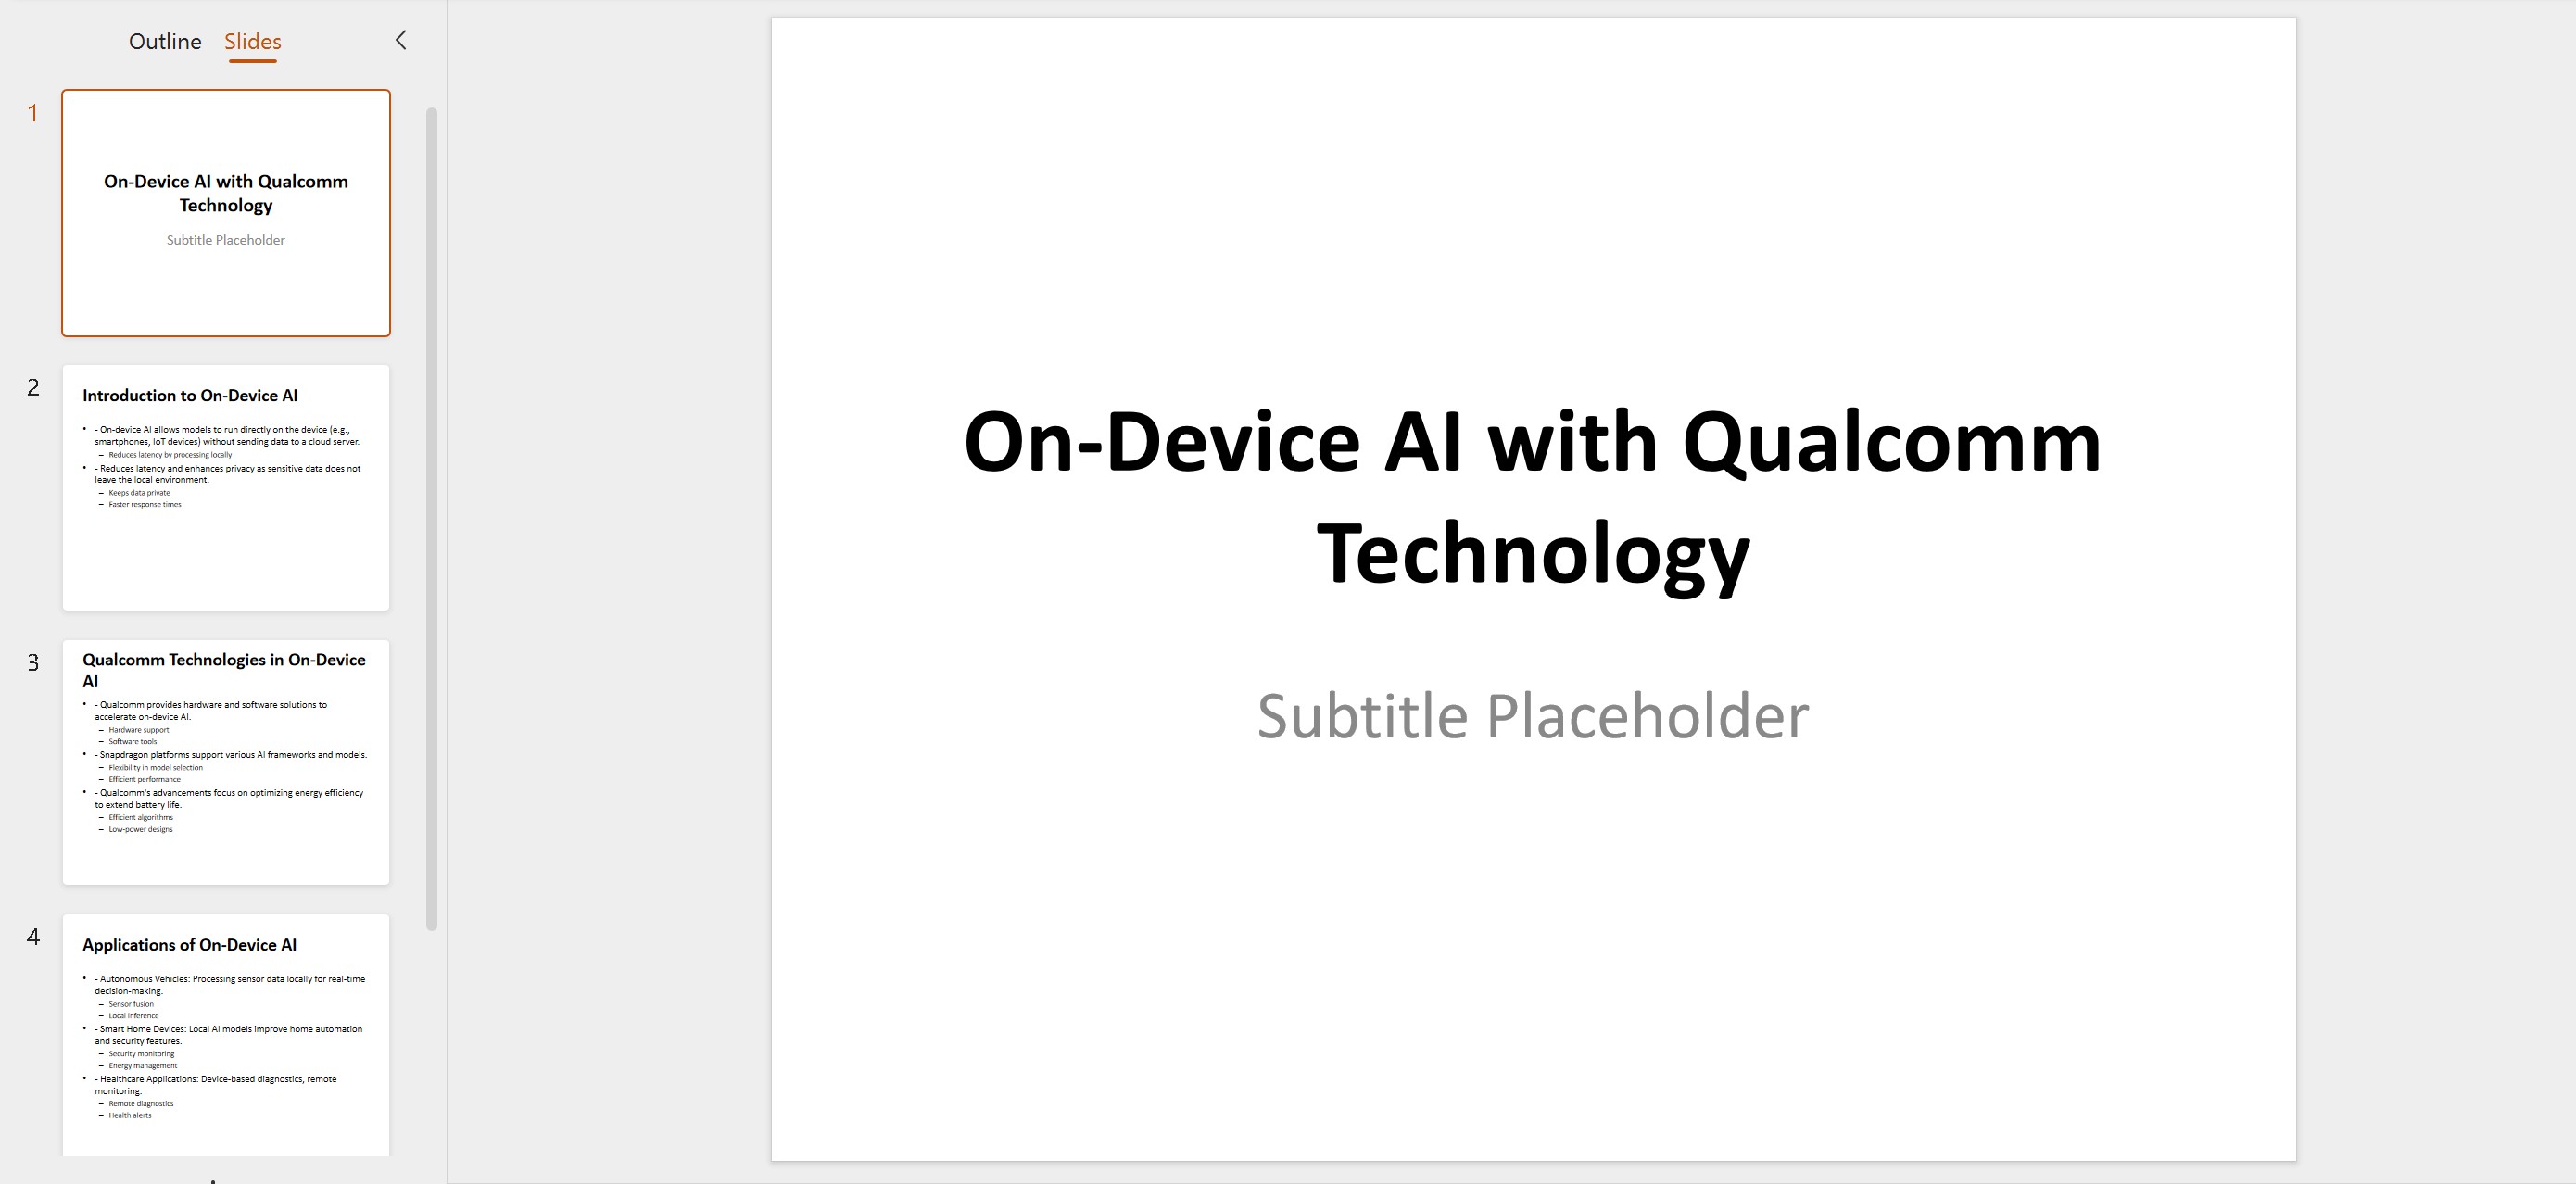 Outline Slides
1
On-Device AI with Qualcomm
Technology
Subtitle Placeholder
2
Introduction to On-Device AI
• - On-device AI allows models to run directly on the device (e.g.,
smartphones, IoT devices) without sending data to a cloud server.
– Reduces latency by processing locally
• - Reduces latency and enhances privacy as sensitive data does not
leave the local environment.
– Keeps data private
– Faster response times
3
Qualcomm Technologies in On-Device
AI
• - Qualcomm provides hardware and software solutions to
accelerate on-device AI.
– Hardware support
– Software tools
• - Snapdragon platforms support various AI frameworks and models.
– Flexibility in model selection
– Efficient performance
• - Qualcomm's advancements focus on optimizing energy efficiency
to extend battery life.
– Efficient algorithms
– Low-power designs
4
Applications of On-Device AI
• - Autonomous Vehicles: Processing sensor data locally for real-time
decision-making.
– Sensor fusion
– Local inference
• - Smart Home Devices: Local AI models improve home automation
and security features.
– Security monitoring
– Energy management
• - Healthcare Applications: Device-based diagnostics, remote
monitoring.
– Remote diagnostics
– Health alerts
On-Device AI with Qualcomm
Technology
Subtitle Placeholder